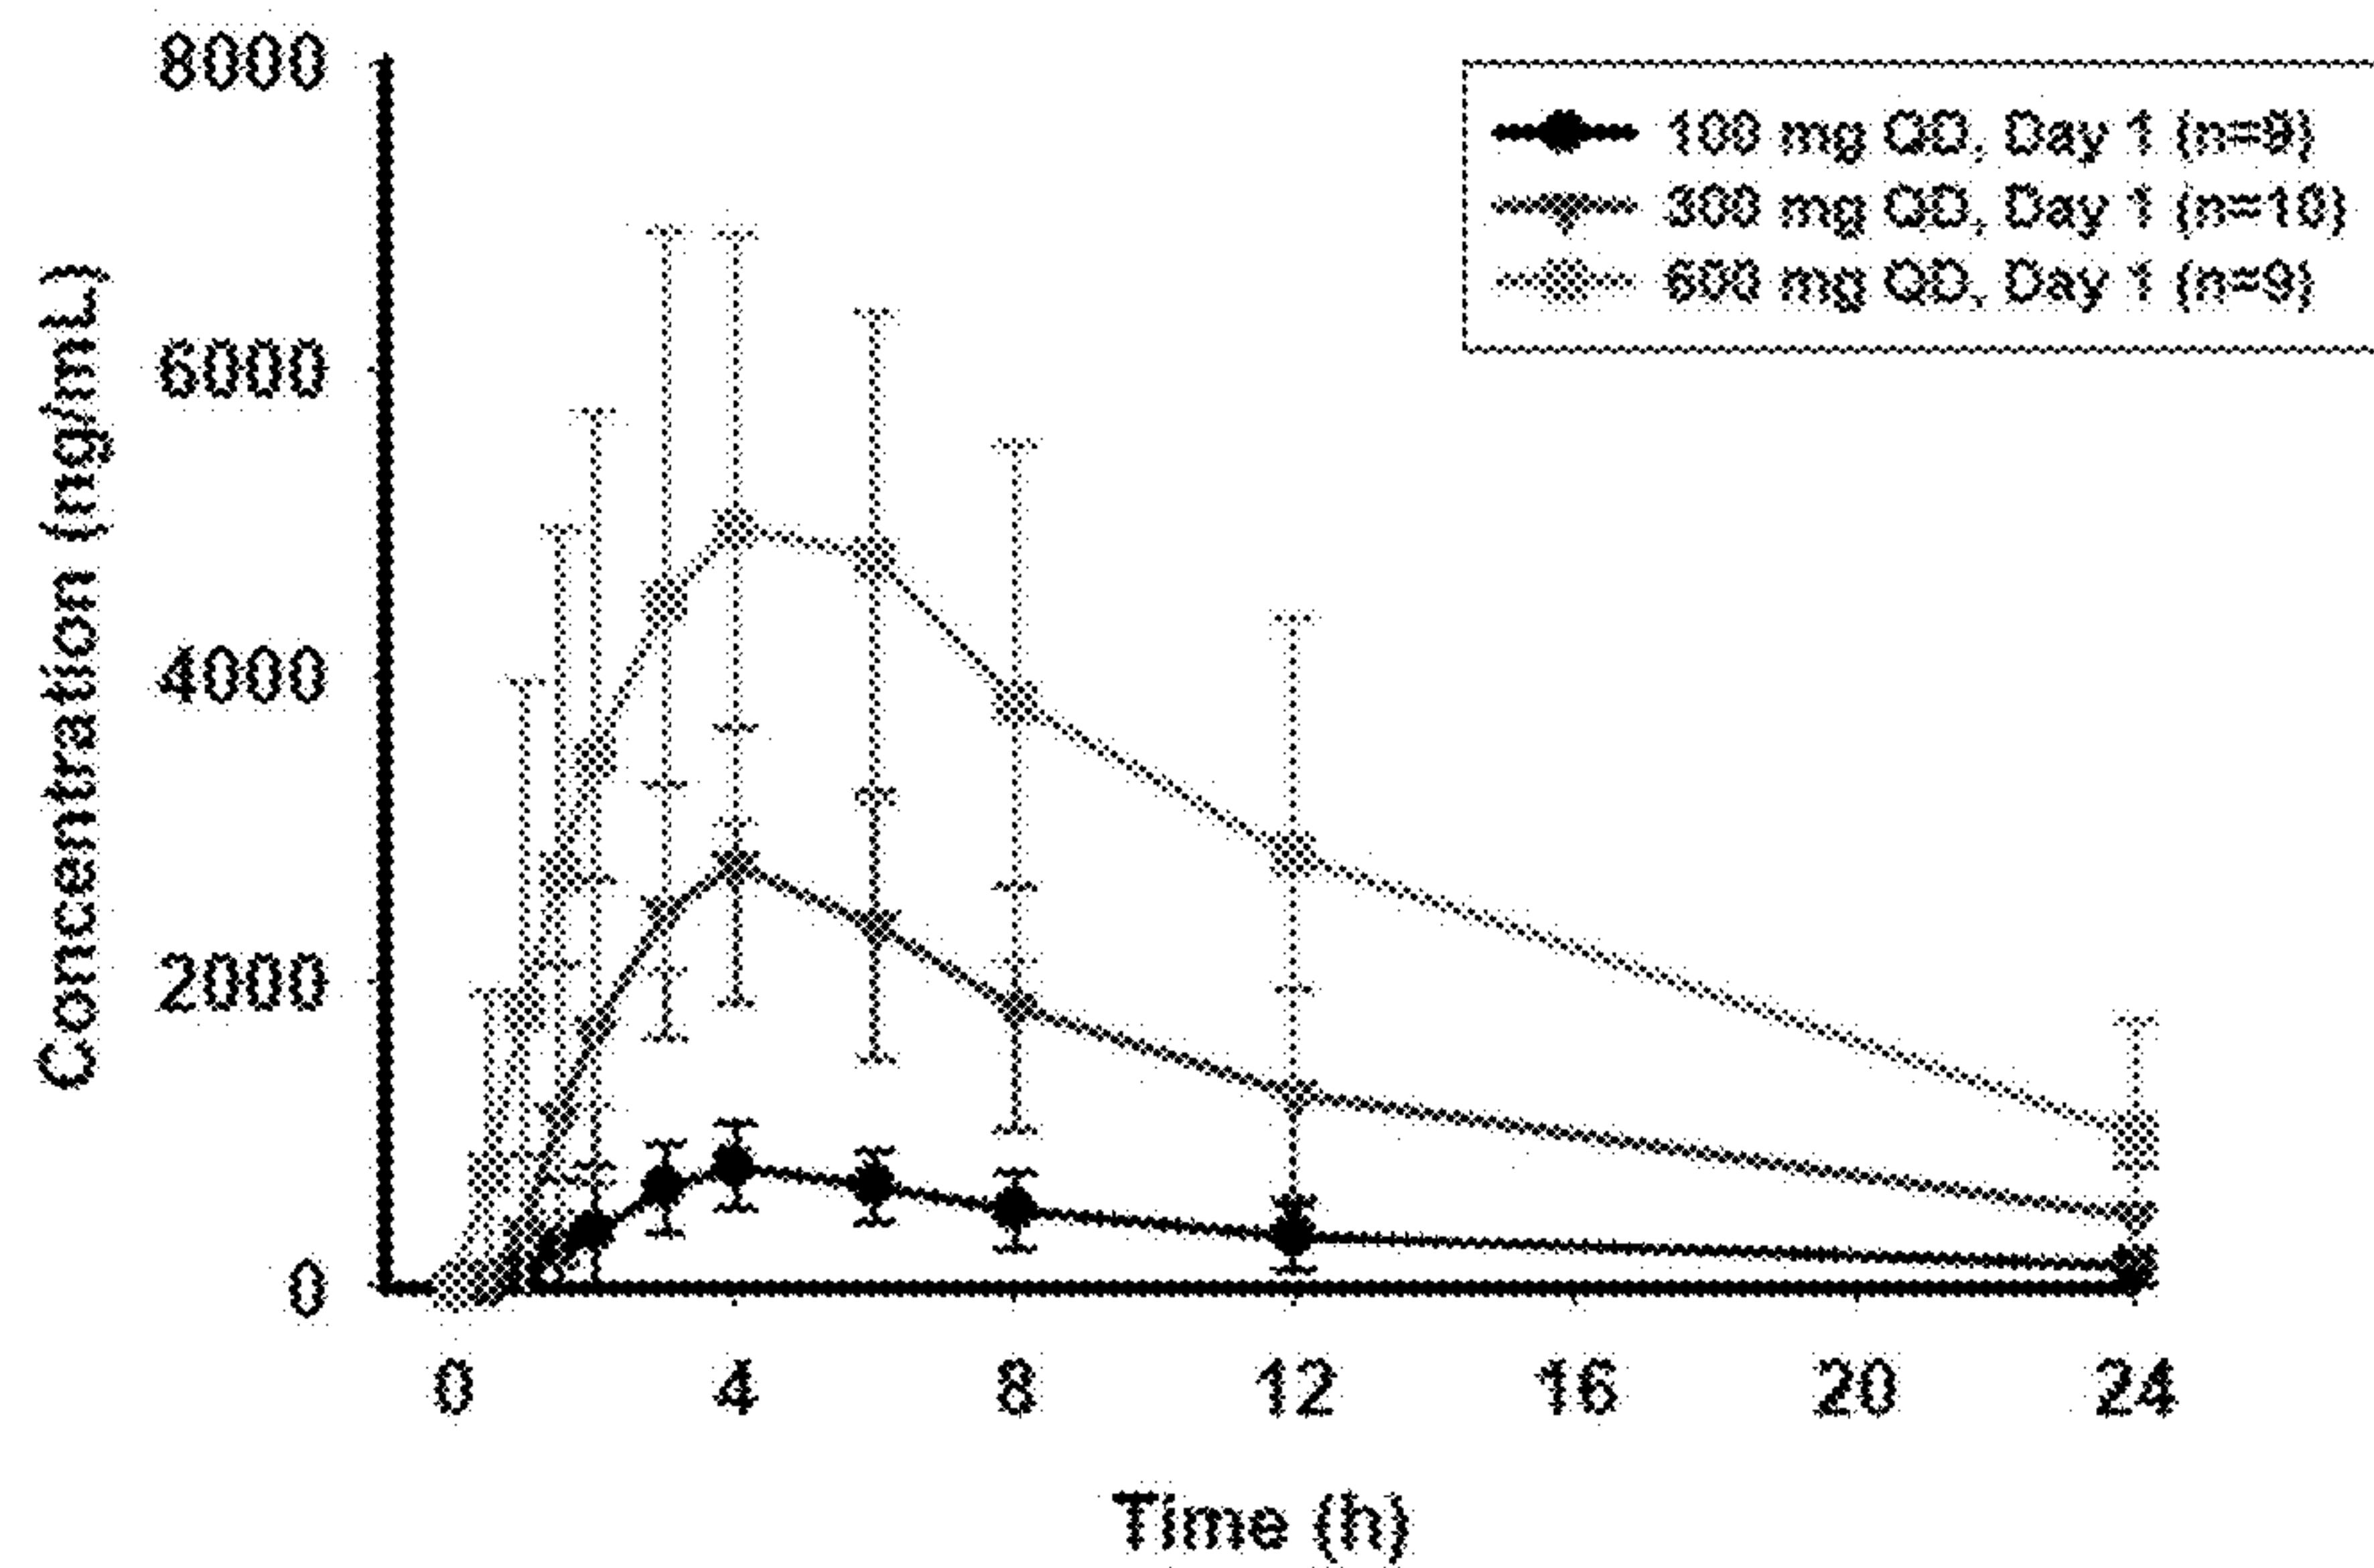 8000
6000
4000
2000
0
Concentration (ng/mL)
100 mg QD, Day 1 (n=9)
300 mg QD, Day 1 (n=10)
600 mg QD, Day 1 (n=9)
0 4 8 12 16 20 24
Time (h)